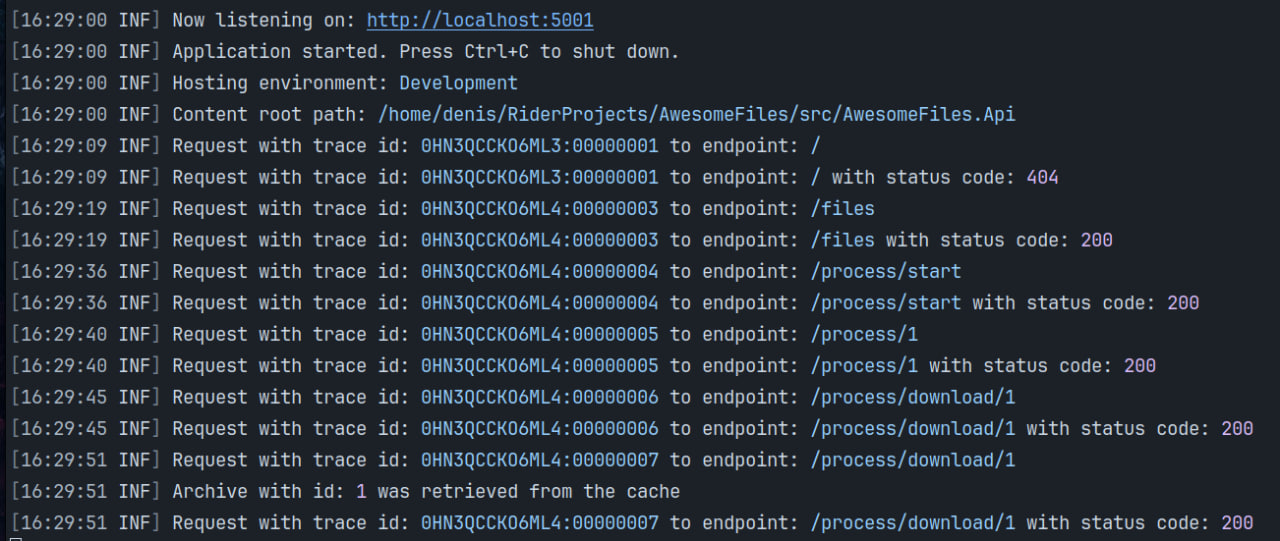 [16:29:00 INF] Now listening on: http://localhost:5001
[16:29:00 INF] Application started. Press Ctrl+C to shut down.
[16:29:00 INF] Hosting environment: Development
[16:29:00 INF] Content root path: /home/denis/RiderProjects/AwesomeFiles/src/AwesomeFiles.Api
[16:29:09 INF] Request with trace id: 0HN3QCCKO6ML3:00000001 to endpoint: /
[16:29:09 INF] Request with trace id: 0HN3QCCKO6ML3:00000001 to endpoint: / with status code: 404
[16:29:19 INF] Request with trace id: 0HN3QCCKO6ML4:00000003 to endpoint: /files
[16:29:19 INF] Request with trace id: 0HN3QCCKO6ML4:00000003 to endpoint: /files with status code: 200
[16:29:36 INF] Request with trace id: 0HN3QCCKO6ML4:00000004 to endpoint: /process/start
[16:29:36 INF] Request with trace id: 0HN3QCCKO6ML4:00000004 to endpoint: /process/start with status code: 200
[16:29:40 INF] Request with trace id: 0HN3QCCKO6ML4:00000005 to endpoint: /process/1
[16:29:40 INF] Request with trace id: 0HN3QCCKO6ML4:00000005 to endpoint: /process/1 with status code: 200
[16:29:45 INF] Request with trace id: 0HN3QCCKO6ML4:00000006 to endpoint: /process/download/1
[16:29:45 INF] Request with trace id: 0HN3QCCKO6ML4:00000006 to endpoint: /process/download/1 with status code: 200
[16:29:51 INF] Request with trace id: 0HN3QCCKO6ML4:00000007 to endpoint: /process/download/1
[16:29:51 INF] Archive with id: 1 was retrieved from the cache
[16:29:51 INF] Request with trace id: 0HN3QCCKO6ML4:00000007 to endpoint: /process/download/1 with status code: 200